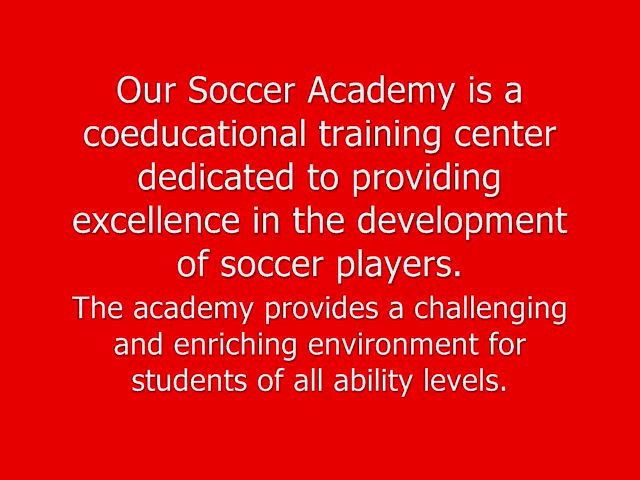 Our Soccer Academy is a
coeducational training center
dedicated to providing
excellence in the development
of soccer players.
The academy provides a challenging
and enriching environment for
students of all ability levels.